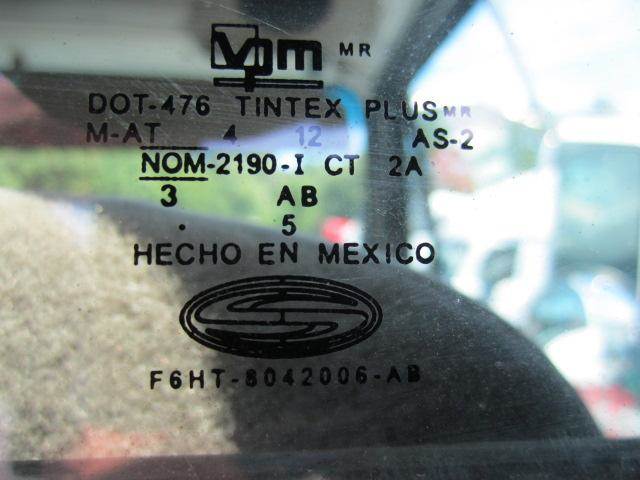 vpm MR
DOT-476 TINTEX PLUS MR
M-AT 4 12 AS-2
NOM-2190-I CT 2A
3 AB
. 5
HECHO EN MEXICO
S
F6HT-8042006-AB